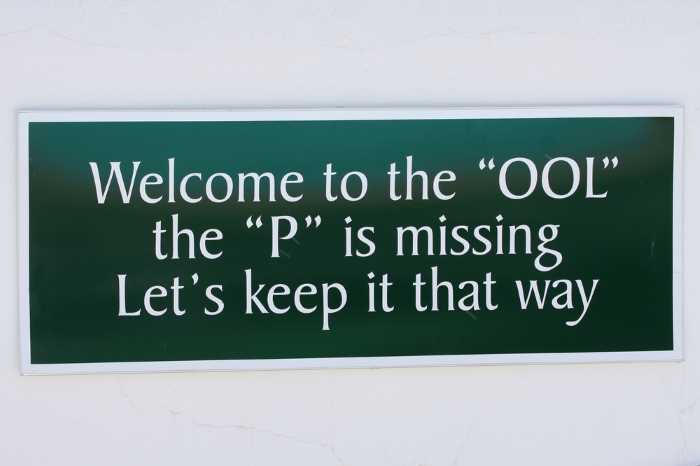 Welcome to the “OOL”
the “P” is missing
Let's keep it that way